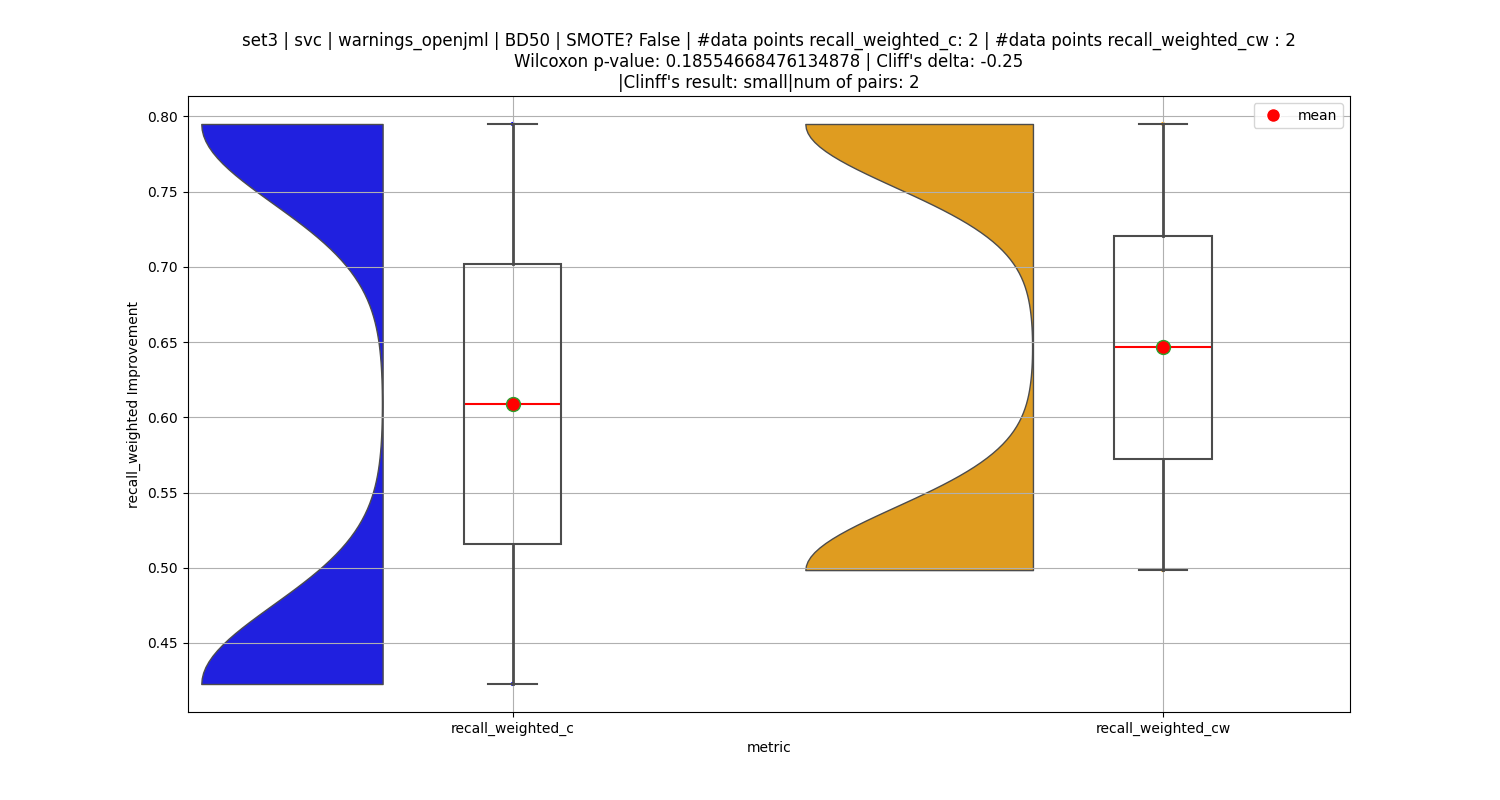 set3 | svc | warnings_openjml | BD50 | SMOTE? False | #data points recall_weighted_c: 2 | #data points recall_weighted_cw : 2
Wilcoxon p-value: 0.18554668476134878 | Cliff's delta: -0.25
|Clinff's result: small|num of pairs: 2
mean
0.80
0.75
0.70
0.65
0.60
0.55
0.50
0.45
recall_weighted Improvement
recall_weighted_c
recall_weighted_cw
metric